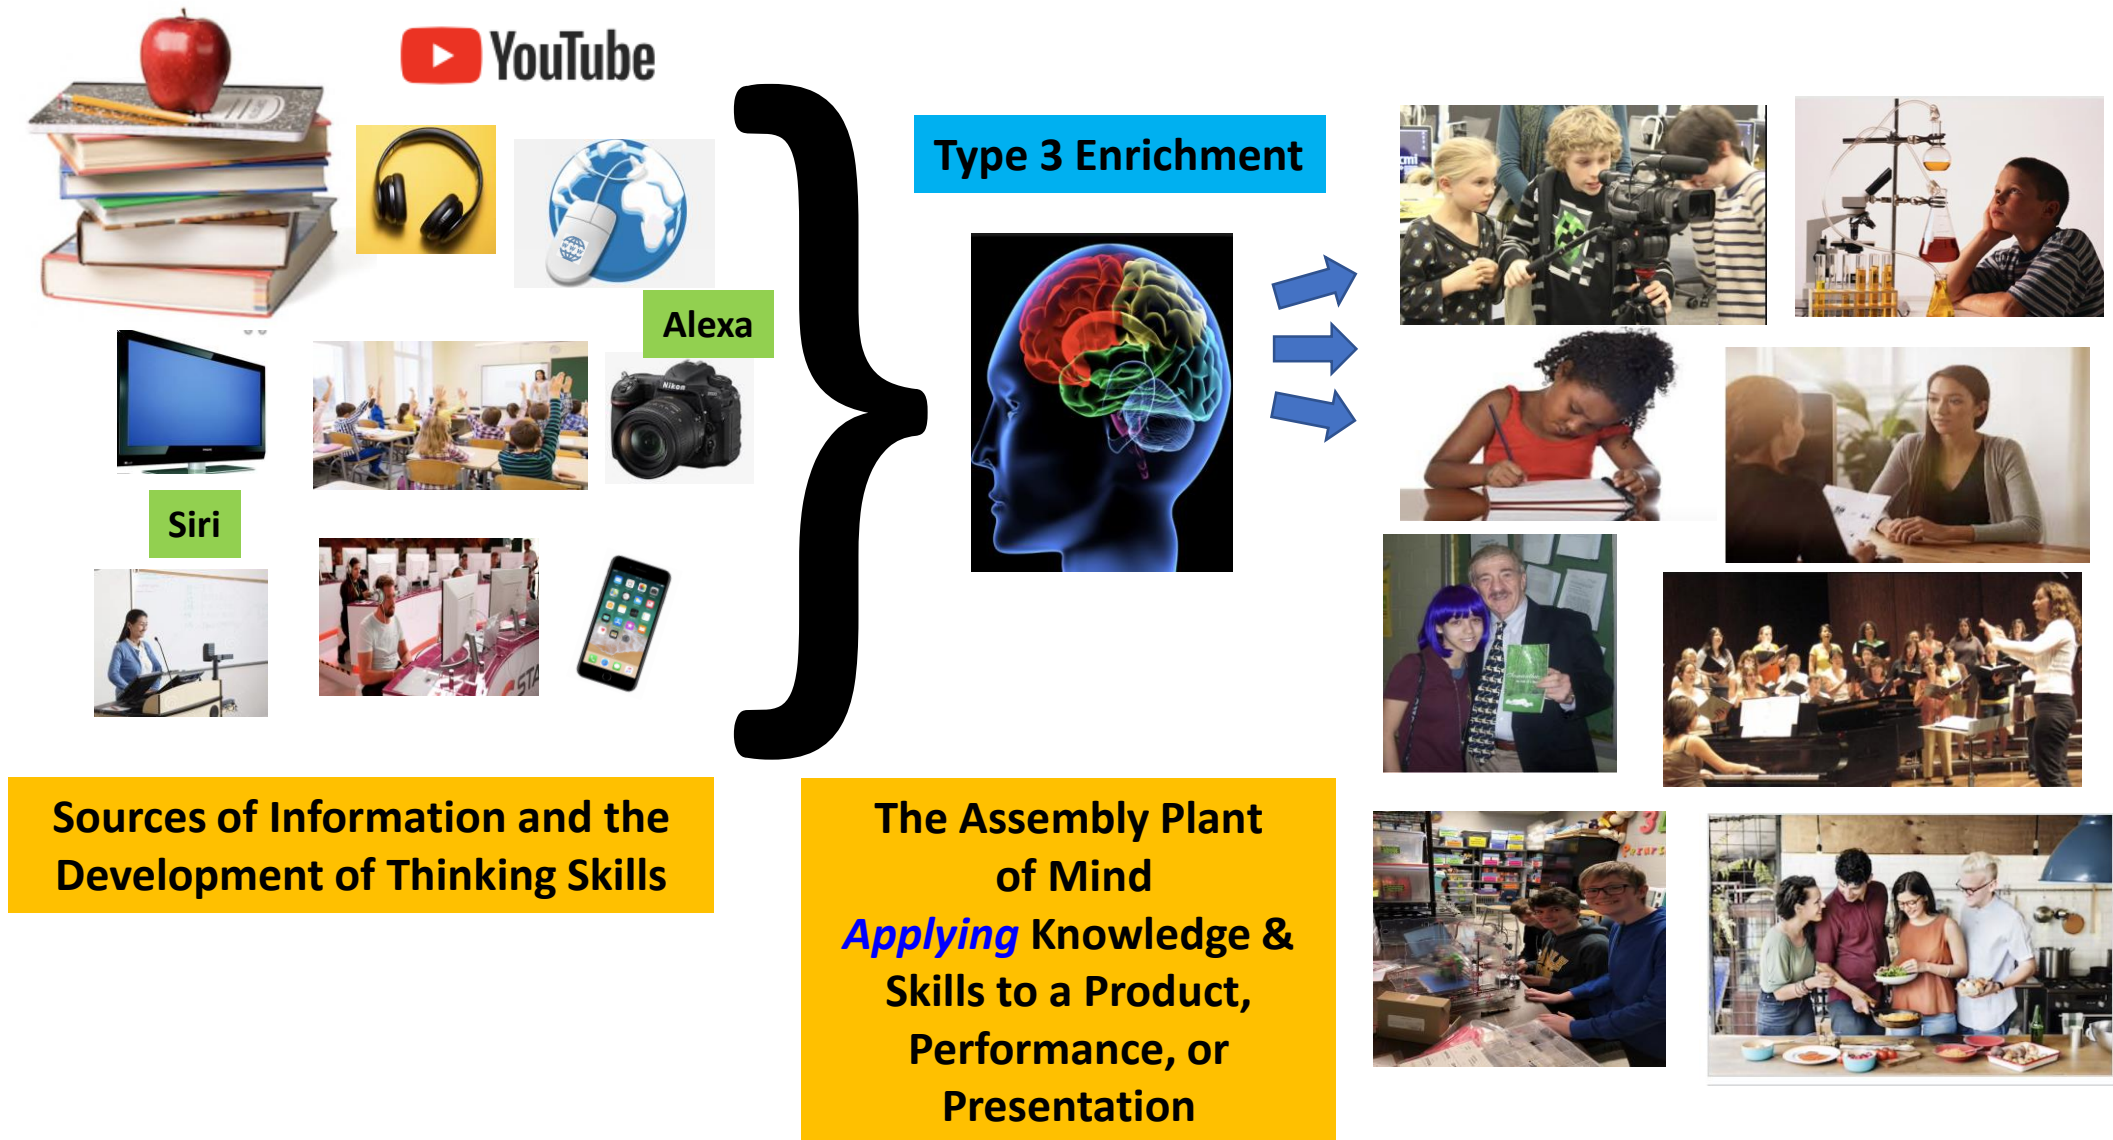 YouTube
Type 3 Enrichment
Alexa
Nikon
Siri
Sources of Information and the
Development of Thinking Skills
The Assembly Plant
of Mind
Applying Knowledge &
Skills to a Product,
Performance, or
Presentation